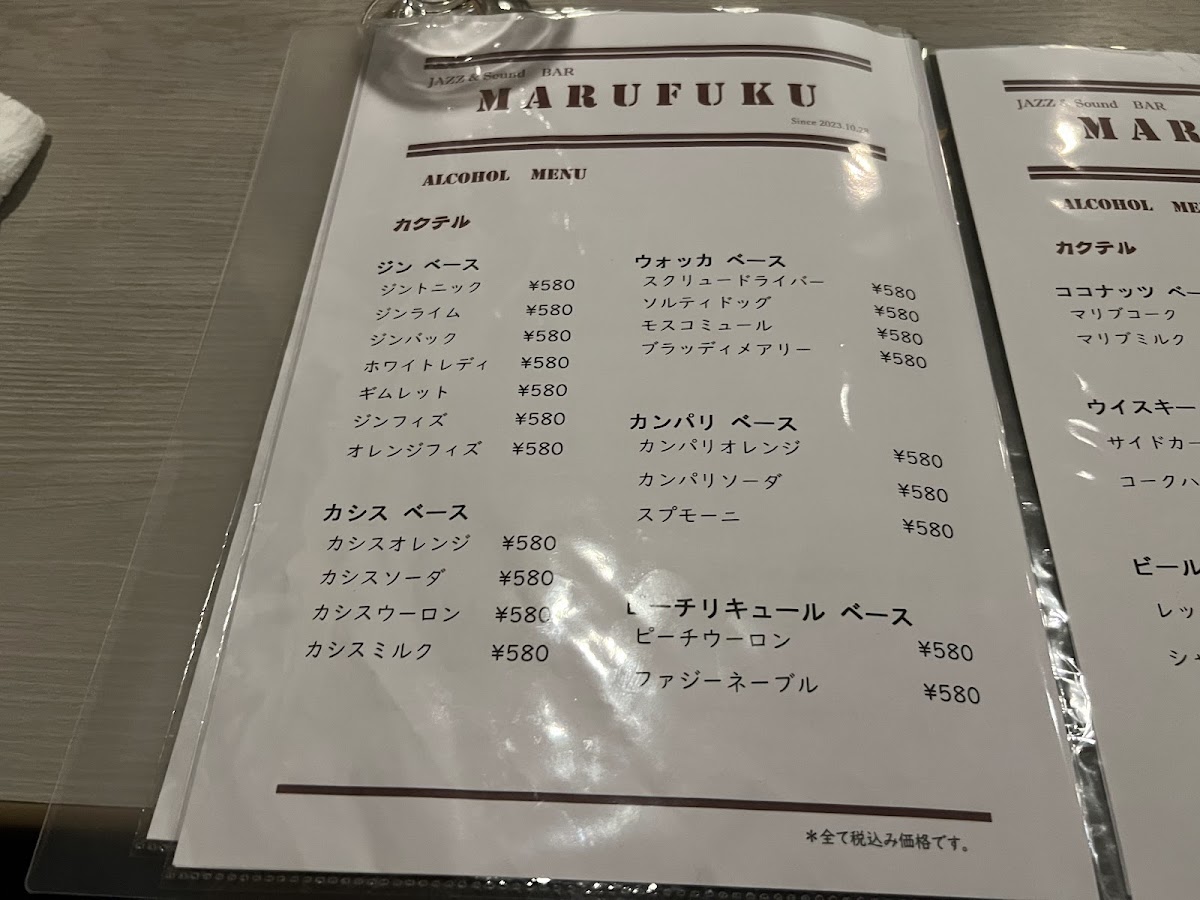 JAZZ & Sound BAR
MARUFUKU
Since 2023.10.28
ALCOHOL MENU
カクテル
ジン ベース
ジントニック ¥580
ジンライム ¥580
ジンバック ¥580
ホワイトレディ ¥580
ギムレット ¥580
ジンフィズ ¥580
オレンジフィズ ¥580
カシス ベース
カシスオレンジ ¥580
カシスソーダ ¥580
カシスウーロン ¥580
カシスミルク ¥580
ウォッカ ベース
スクリュードライバー ¥580
ソルティドッグ ¥580
モスコミュール ¥580
ブラッディメアリー ¥580
カンパリ ベース
カンパリオレンジ ¥580
カンパリソーダ ¥580
スプモーニ ¥580
ピーチリキュール ベース
ピーチウーロン ¥580
ファジーネーブル ¥580
*全て税込み価格です。
JAZZ & Sound BAR
MAR
ALCOHOL ME
カクテル
ココナッツ ベー
マリブコーク
マリブミルク
ウイスキー
サイドカー
コークハ
ビール
レッ
シャ